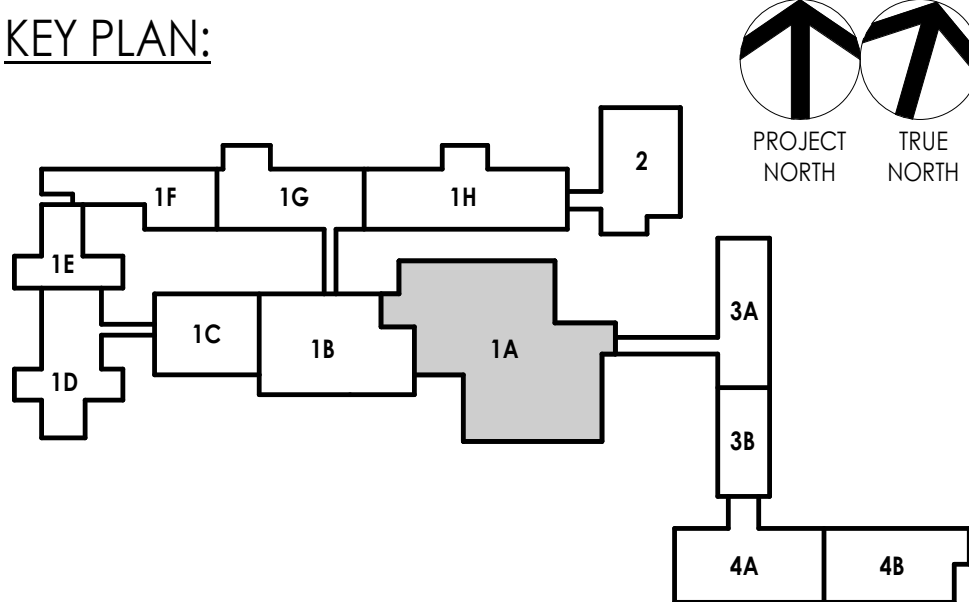 KEY PLAN:
PROJECT
NORTH
TRUE
NORTH
2
1F
1G
1H
1E
3A
1C
1B
1A
1D
3B
4A
4B